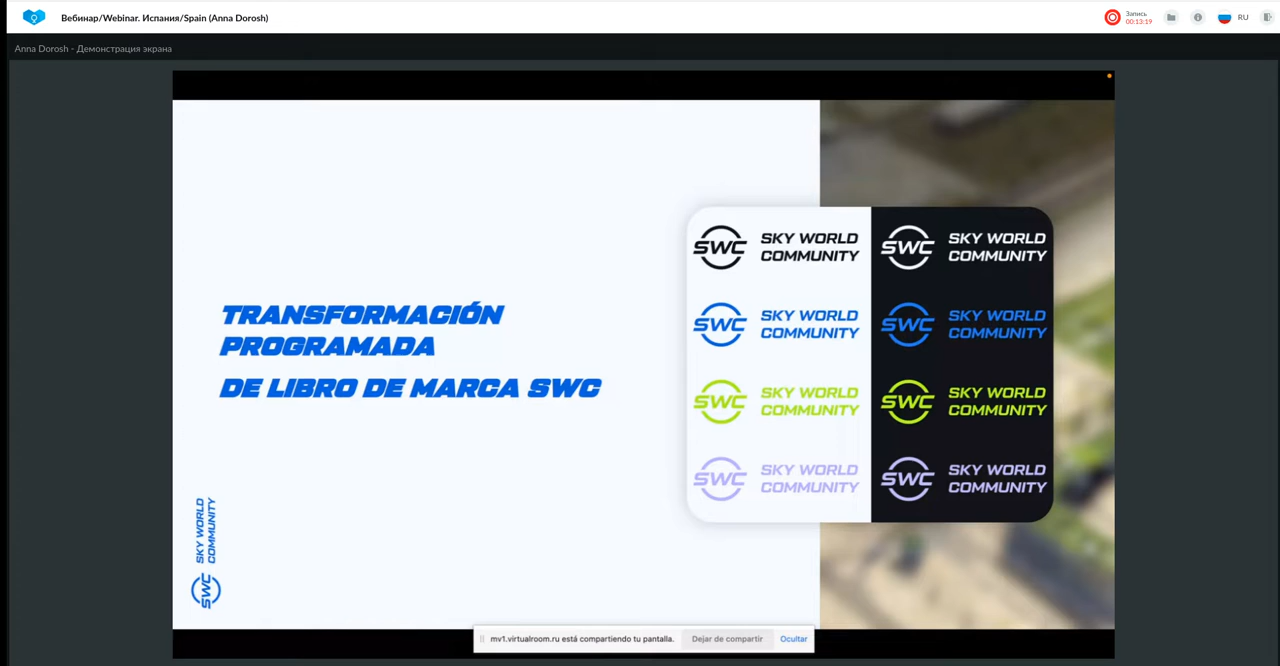 Вебинар/Webinar. Испания/Spain (Anna Dorosh)
Запись
00:13:19
RU
Anna Dorosh - Демонстрация экрана
TRANSFORMACIÓN
PROGRAMADA
DE LIBRO DE MARCA SWC
SWC SKY WORLD
COMMUNITY
SWC SKY WORLD
COMMUNITY
SWC SKY WORLD
COMMUNITY
SWC SKY WORLD
COMMUNITY
SWC SKY WORLD
COMMUNITY
SWC SKY WORLD
COMMUNITY
SWC SKY WORLD
COMMUNITY
SWC SKY WORLD
COMMUNITY
SWC SKY WORLD
COMMUNITY
mv1.virtualroom.ru está compartiendo tu pantalla.
Dejar de compartir
Ocultar